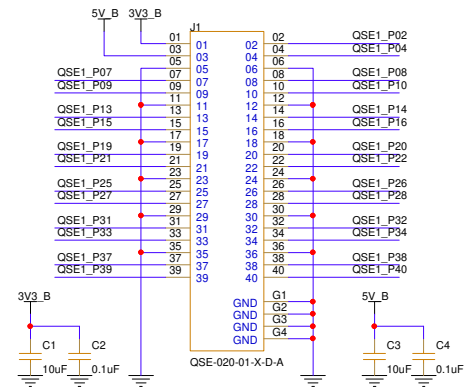 5V_B 3V3_B
J1
01 01 02 02 QSE1_P02
03 03 04 04 QSE1_P04
05 05 06 06
QSE1_P07 07 07 08 08 QSE1_P08
QSE1_P09 09 09 10 10 QSE1_P10
11 11 12 12
QSE1_P13 13 13 14 14 QSE1_P14
QSE1_P15 15 15 16 16 QSE1_P16
17 17 18 18
QSE1_P19 19 19 20 20 QSE1_P20
QSE1_P21 21 21 22 22 QSE1_P22
23 23 24 24
QSE1_P25 25 25 26 26 QSE1_P26
QSE1_P27 27 27 28 28 QSE1_P28
29 29 30 30
QSE1_P31 31 31 32 32 QSE1_P32
QSE1_P33 33 33 34 34 QSE1_P34
35 35 36 36
QSE1_P37 37 37 38 38 QSE1_P38
QSE1_P39 39 39 40 40 QSE1_P40
GND G1
GND G2
GND G3
GND G4
QSE-020-01-X-D-A
3V3_B
C1 C2
10uF 0.1uF
5V_B
C3 C4
10uF 0.1uF